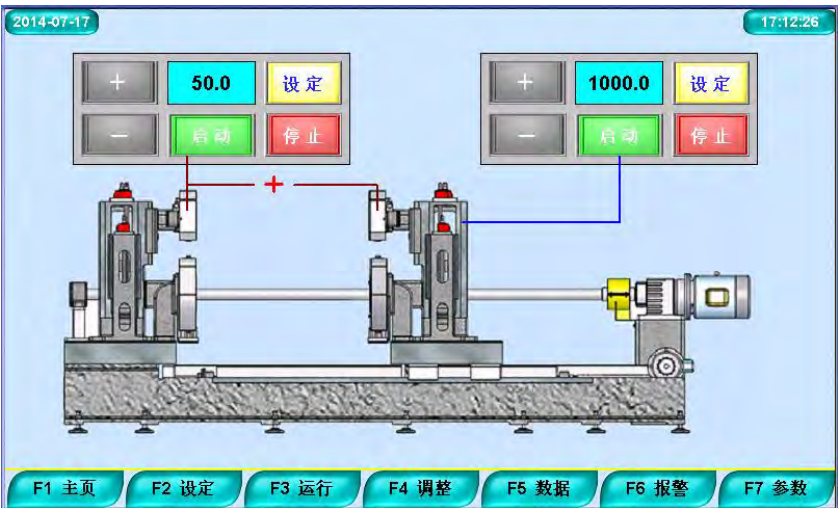 2014-07-17
17:12:26
+ 50.0 设定
- 启动 停止
+ 1000.0 设定
- 启动 停止
+
F1 主页 F2 设定 F3 运行 F4 调整 F5 数据 F6 报警 F7 参数